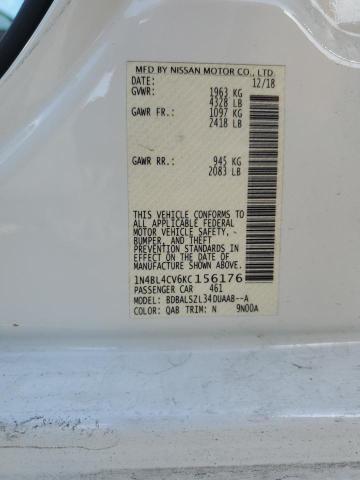 MFD BY NISSAN MOTOR CO., LTD.
DATE: 12/18
GVWR: 1963 KG
4328 LB
GAWR FR.: 1097 KG
2418 LB
GAWR RR.: 945 KG
2083 LB
THIS VEHICLE CONFORMS TO
ALL APPLICABLE FEDERAL
MOTOR VEHICLE SAFETY,
BUMPER, AND THEFT
PREVENTION STANDARDS IN
EFFECT ON THE DATE OF
MANUFACTURE SHOWN ABOVE.
1N4BL4CV6KC156176
PASSENGER CAR 461
MODEL: BDBALSZL34DUAAB--A
COLOR: QAB TRIM: N 9N00A